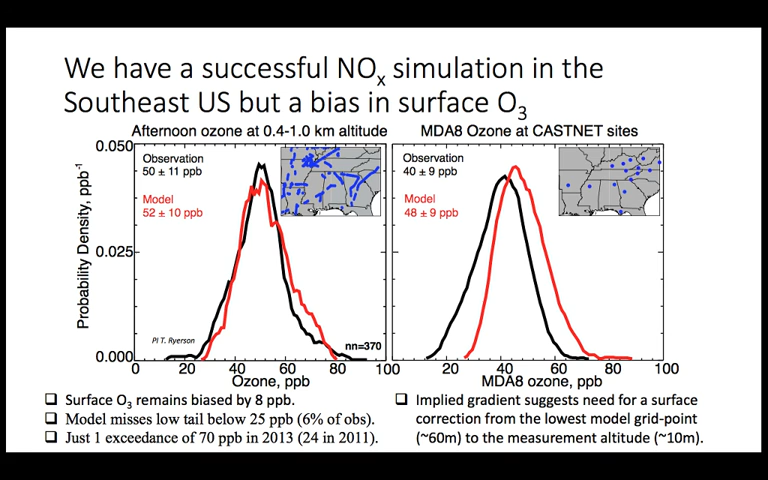 We have a successful NOx simulation in the
Southeast US but a bias in surface O3
Afternoon ozone at 0.4-1.0 km altitude
Probability Density, ppb-1
0.050
0.025
0.000
Observation
50 ± 11 ppb
Model
52 ± 10 ppb
PI T. Ryerson
nn=370
20 40 60 80 100
Ozone, ppb
MDA8 Ozone at CASTNET sites
Observation
40 ± 9 ppb
Model
48 ± 9 ppb
20 40 60 80 100
MDA8 ozone, ppb
Surface O3 remains biased by 8 ppb.
Model misses low tail below 25 ppb (6% of obs).
Just 1 exceedance of 70 ppb in 2013 (24 in 2011).
Implied gradient suggests need for a surface
correction from the lowest model grid-point
(~60m) to the measurement altitude (~10m).